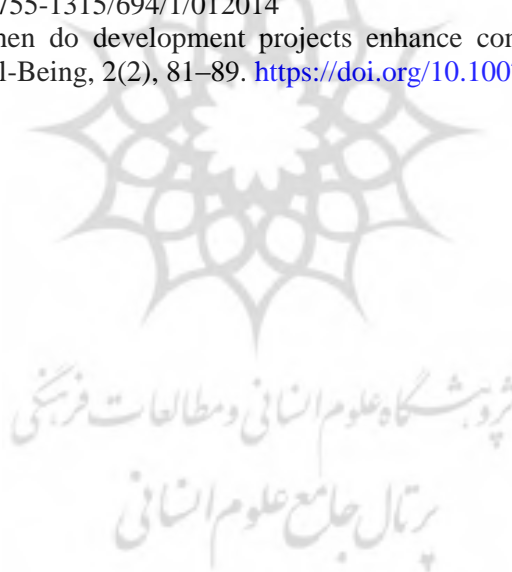 755-1315/694/1/012014
hen do development projects enhance con
l-Being, 2(2), 81–89. https://doi.org/10.100
پژوهشگاه علوم انسانی و مطالعات فرهنگی
پرتال جامع علوم انسانی